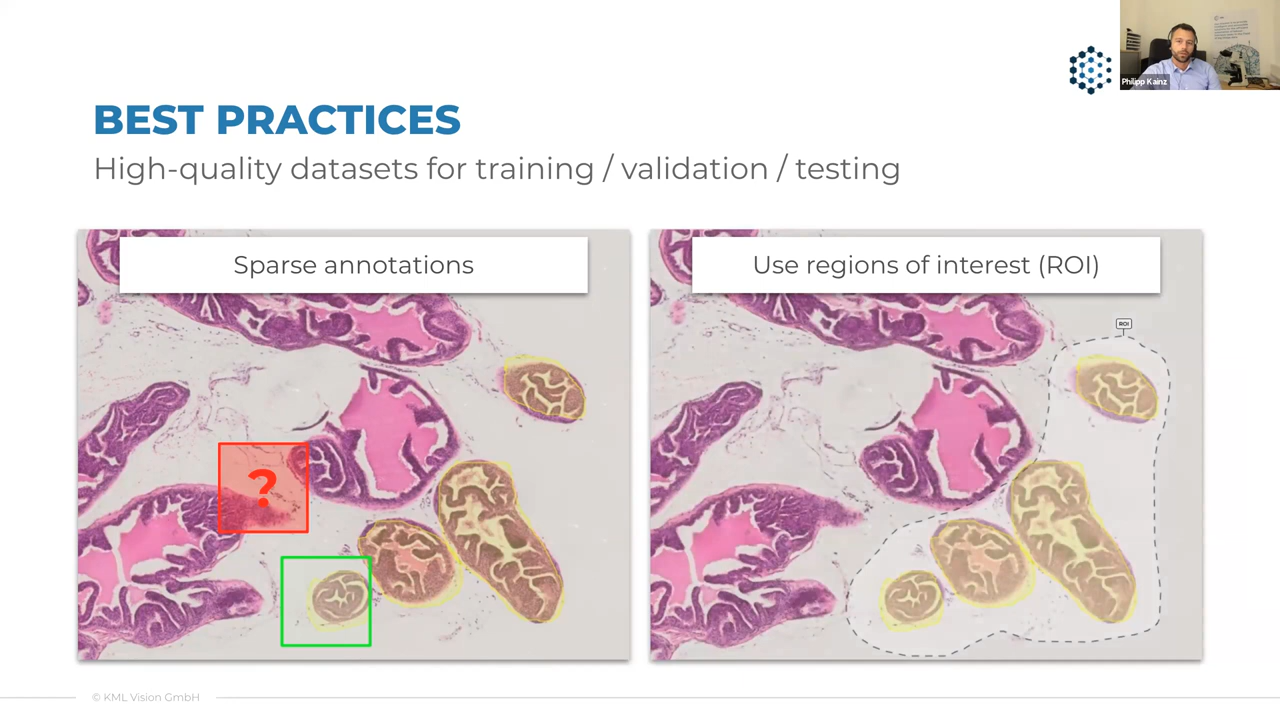 Philipp Kainz
BEST PRACTICES
High-quality datasets for training / validation / testing
Sparse annotations
Use regions of interest (ROI)
ROI
?
© KML Vision GmbH